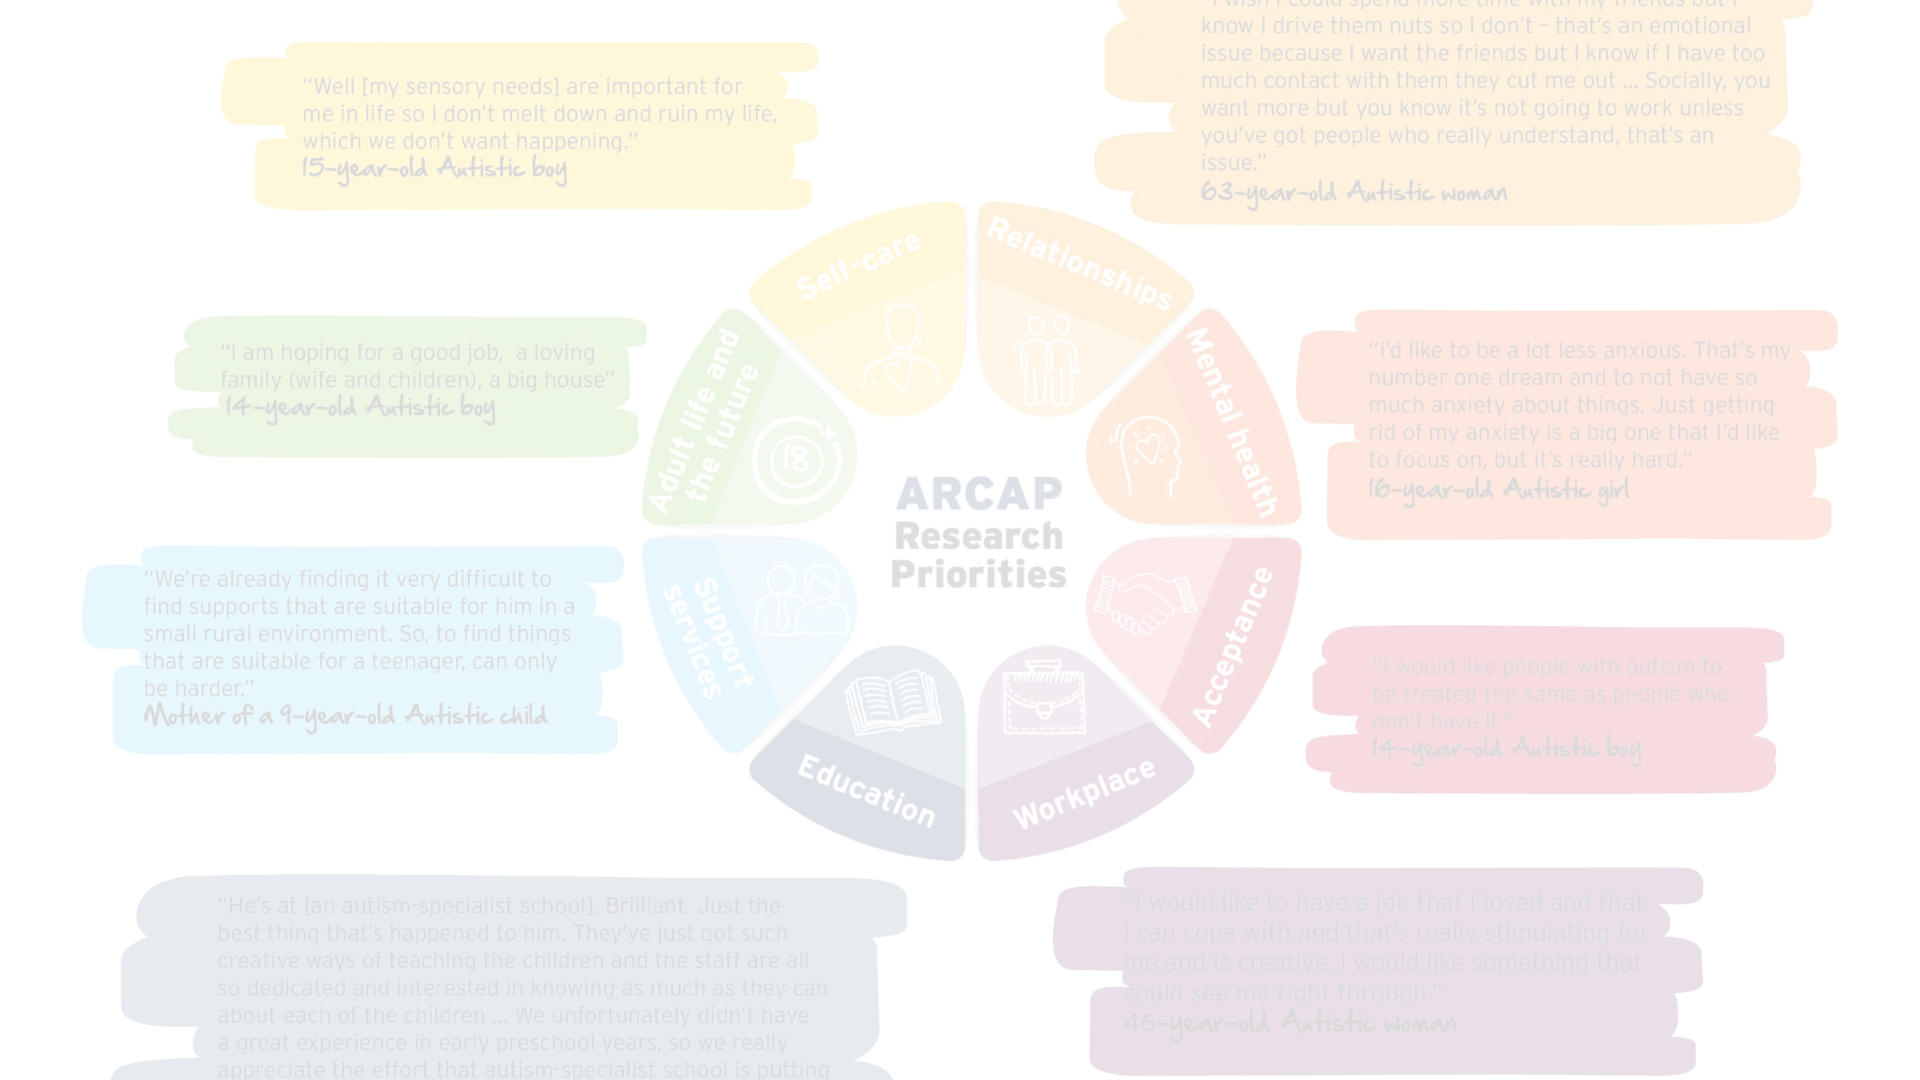 “Well [my sensory needs] are important for
me in life so I don’t melt down and ruin my life,
which we don’t want happening.”
15-year-old Autistic boy
“I wish I could spend more time with my friends but I
know I drive them nuts so I don’t – that’s an emotional
issue because I want the friends but I know if I have too
much contact with them they cut me out ... Socially, you
want more but you know it’s not going to work unless
you’ve got people who really understand, that’s an
issue.”
63-year-old Autistic woman
Self-care
Relationships
“I am hoping for a good job,  a loving
family (wife and children), a big house”
14-year-old Autistic boy
Adult life and
the future
18
Mental health
“I’d like to be a lot less anxious. That’s my
number one dream and to not have so
much anxiety about things. Just getting
rid of my anxiety is a big one that I’d like
to focus on, but it’s really hard.”
16-year-old Autistic girl
ARCAP
Research
Priorities
“We’re already finding it very difficult to
find supports that are suitable for him in a
small rural environment. So, to find things
that are suitable for a teenager, can only
be harder.”
Mother of a 9-year-old Autistic child
Support
services
Acceptance
“I would like people with autism to
be treated the same as people who
don’t have it.”
14-year-old Autistic boy
Education
Workplace
“He’s at [an autism-specialist school]. Brilliant. Just the
best thing that’s happened to him. They’ve just got such
creative ways of teaching the children and the staff are all
so dedicated and interested in knowing as much as they can
about each of the children ... We unfortunately didn’t have
a great experience in early preschool years, so we really
appreciate the effort that autism-specialist school is putting
“I would like to have a job that I loved and that
I can cope with and that’s really stimulating for
me and is creative. I would like something that
could see me right through.”
46-year-old Autistic woman